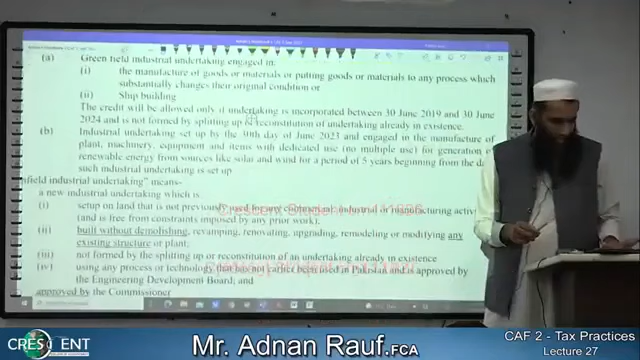 (a) Green field industrial undertaking engaged in:
(i) the manufacture of goods or materials or putting goods or materials to any process which
substantially changes their original condition or
(ii) Ship building
The credit will be allowed only if undertaking is incorporated between 30 June 2019 and 30 June
2024 and is not formed by splitting up or reconstitution of undertaking already in existence.
(b) Industrial undertaking set up by the 30th day of June 2023 and engaged in the manufacture of
plant, machinery, equipment and items with dedicated use (no multiple use) for generation of
renewable energy from sources like solar and wind for a period of 5 years beginning from the da
such industrial undertaking is set up
nfield industrial undertaking" means-
a new industrial undertaking which is
(i) setup on land that is not previously used for any commercial, industrial or manufacturing activ
(and is free from constraints imposed by any prior work).
(ii) built without demolishing, revamping, renovating, upgrading, remodeling or modifying any
existing structure or plant;
(iii) not formed by the splitting up or reconstitution of an undertaking already in existence
(iv) using any process or technology that has not earlier been used in Pakistan and is approved by
the Engineering Development Board; and
approved by the Commissioner
CRESCENT
Mr. Adnan Rauf.FCA
CAF 2 - Tax Practices
Lecture 27